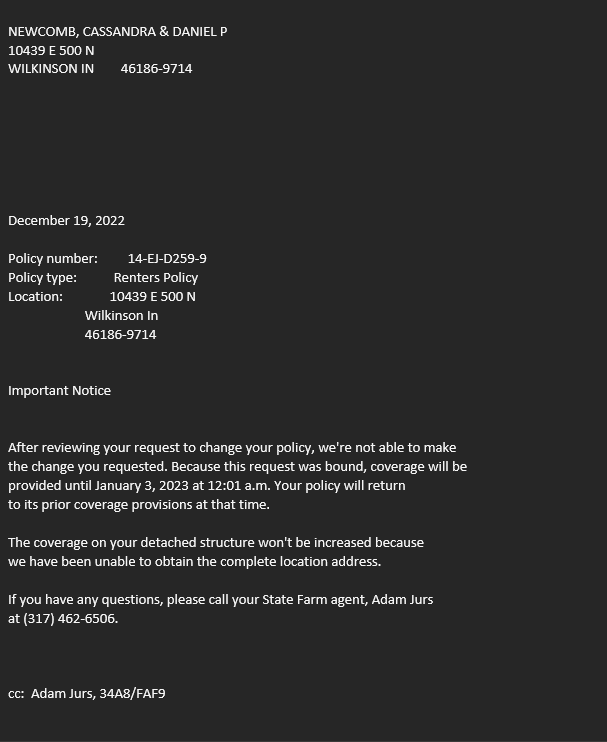 NEWCOMB, CASSANDRA & DANIEL P
10439 E 500 N
WILKINSON IN 46186-9714
December 19, 2022
Policy number: 14-EJ-D259-9
Policy type: Renters Policy
Location: 10439 E 500 N
Wilkinson In
46186-9714
Important Notice
After reviewing your request to change your policy, we're not able to make
the change you requested. Because this request was bound, coverage will be
provided until January 3, 2023 at 12:01 a.m. Your policy will return
to its prior coverage provisions at that time.
The coverage on your detached structure won't be increased because
we have been unable to obtain the complete location address.
If you have any questions, please call your State Farm agent, Adam Jurs
at (317) 462-6506.
cc: Adam Jurs, 34A8/FAF9